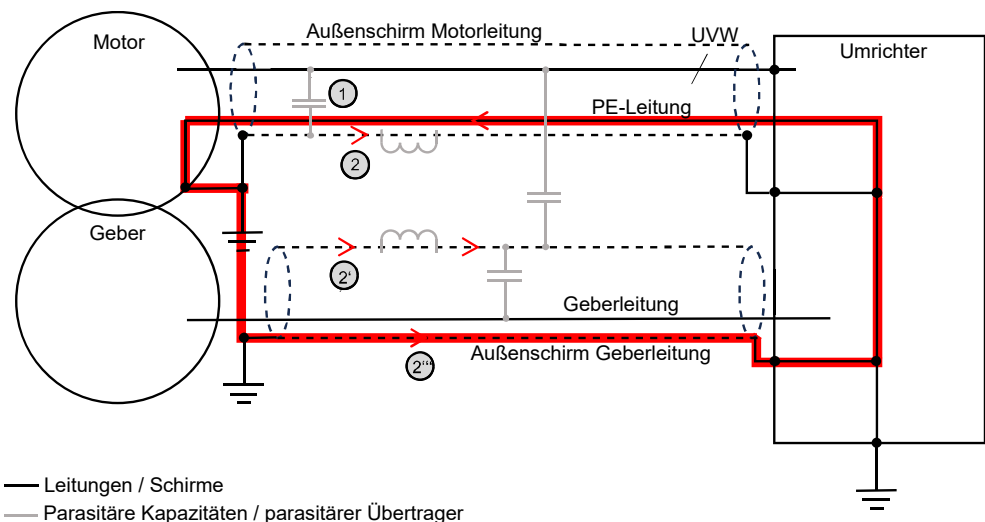 Motor
Außenschirm Motorleitung
UVW
Umrichter
1
PE-Leitung
2
Geber
2‘
Geberleitung
Außenschirm Geberleitung
2‘‘‘
Leitungen / Schirme
Parasitäre Kapazitäten / parasitärer Übertrager